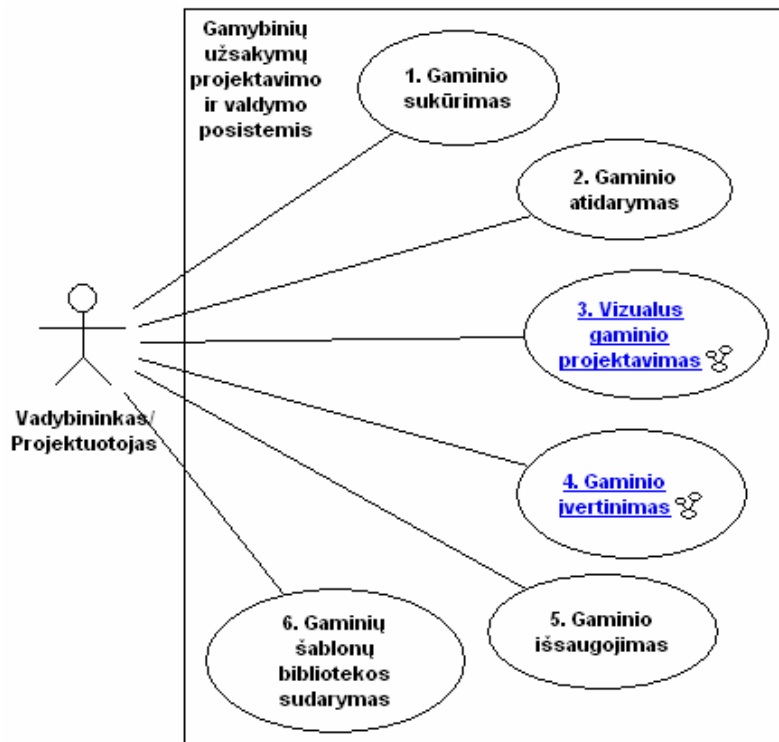 Gamybinių
užsakymų
projektavimo
ir valdymo
posistemis
1. Gaminio
sukūrimas
2. Gaminio
atidarymas
3. Vizualus
gaminio
projektavimas
Vadybininkas/
Projektuotojas
4. Gaminio
įvertinimas
5. Gaminio
išsaugojimas
6. Gaminių
šablonų
bibliotekos
sudarymas